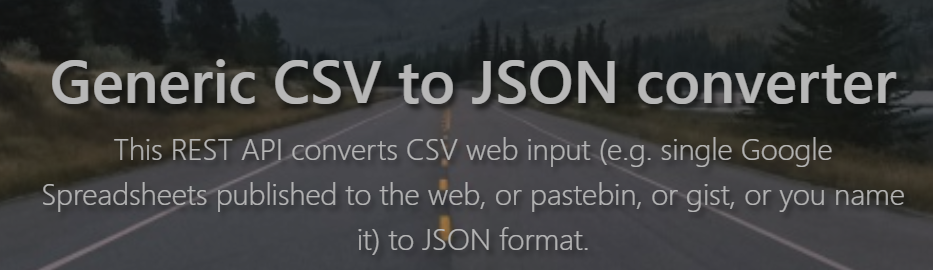 Generic CSV to JSON converter
This REST API converts CSV web input (e.g. single Google
Spreadsheets published to the web, or pastebin, or gist, or you name
it) to JSON format.